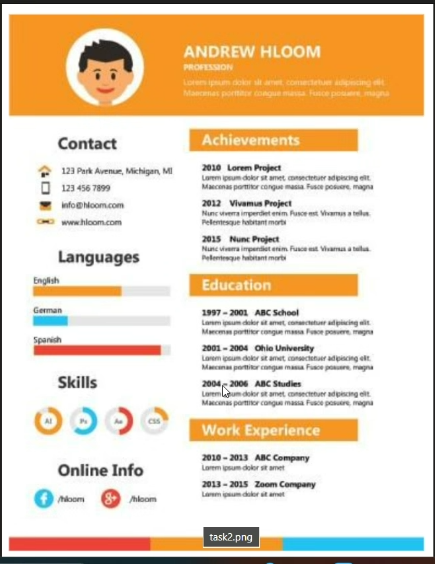 ANDREW HLOOM
PROFESSION
Lorem ipsum dolor sit amet, consectetuer adipiscing elit.
Maecenas porttitor congue massa. Fusce posuere, magna
Contact
123 Park Avenue, Michigan, MI
123 456 7899
info@hloom.com
www.hloom.com
Languages
English
German
Spanish
Skills
AI
Ps
Ae
CSS
Online Info
/hloom
/hloom
Achievements
2010 Lorem Project
Lorem ipsum dolor sit amet, consectetuer adipiscing elit.
Maecenas porttitor congue massa. Fusce posuere, magna
2012 Vivamus Project
Nunc viverra imperdiet enim. Fusce est. Vivamus a tellus.
Pellentesque habitant morbi
2015 Nunc Project
Nunc viverra imperdiet enim. Fusce est. Vivamus a tellus.
Pellentesque habitant morbi
Education
1997 – 2001 ABC School
Lorem ipsum dolor sit amet, consectetuer adipiscing elit.
Maecenas porttitor congue massa. Fusce posuere, magna
2001 – 2004 Ohio University
Lorem ipsum dolor sit amet, consectetuer adipiscing elit.
Maecenas porttitor congue massa. Fusce posuere, magna
2004 – 2006 ABC Studies
Lorem ipsum dolor sit amet, consectetuer adipiscing elit.
Maecenas porttitor congue massa. Fusce posuere, magna
Work Experience
2010 – 2013 ABC Company
Lorem ipsum dolor sit amet
2013 – 2015 Zoom Company
Lorem ipsum dolor sit amet
task2.png